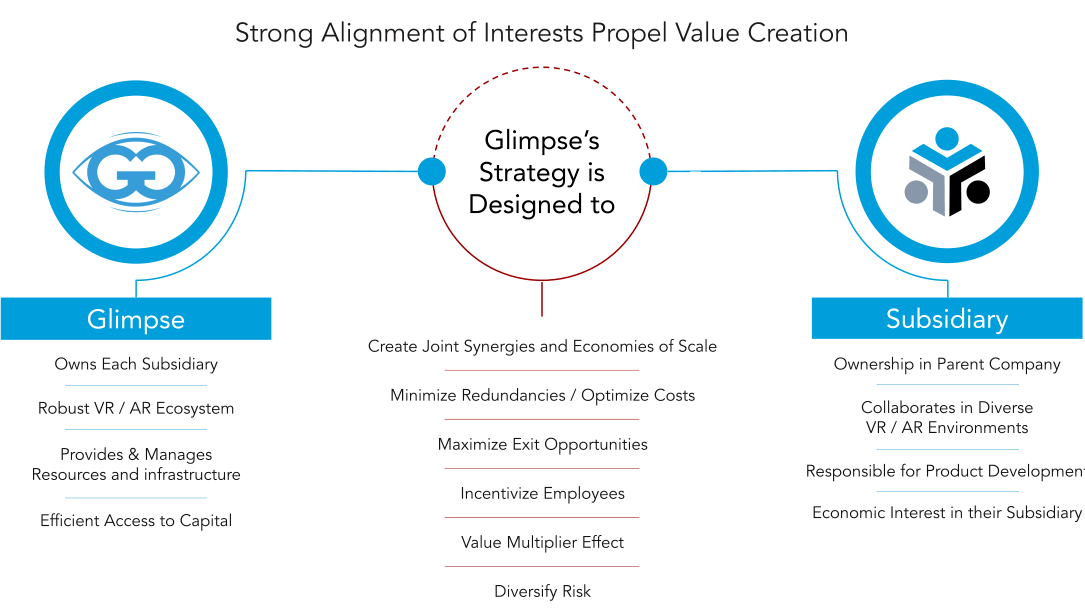 Strong Alignment of Interests Propel Value Creation
GG
Glimpse's
Strategy is
Designed to
Glimpse
Owns Each Subsidiary
Robust VR / AR Ecosystem
Provides & Manages
Resources and infrastructure
Efficient Access to Capital
Create Joint Synergies and Economies of Scale
Minimize Redundancies / Optimize Costs
Maximize Exit Opportunities
Incentivize Employees
Value Multiplier Effect
Diversify Risk
Subsidiary
Ownership in Parent Company
Collaborates in Diverse
VR / AR Environments
Responsible for Product Development
Economic Interest in their Subsidiary